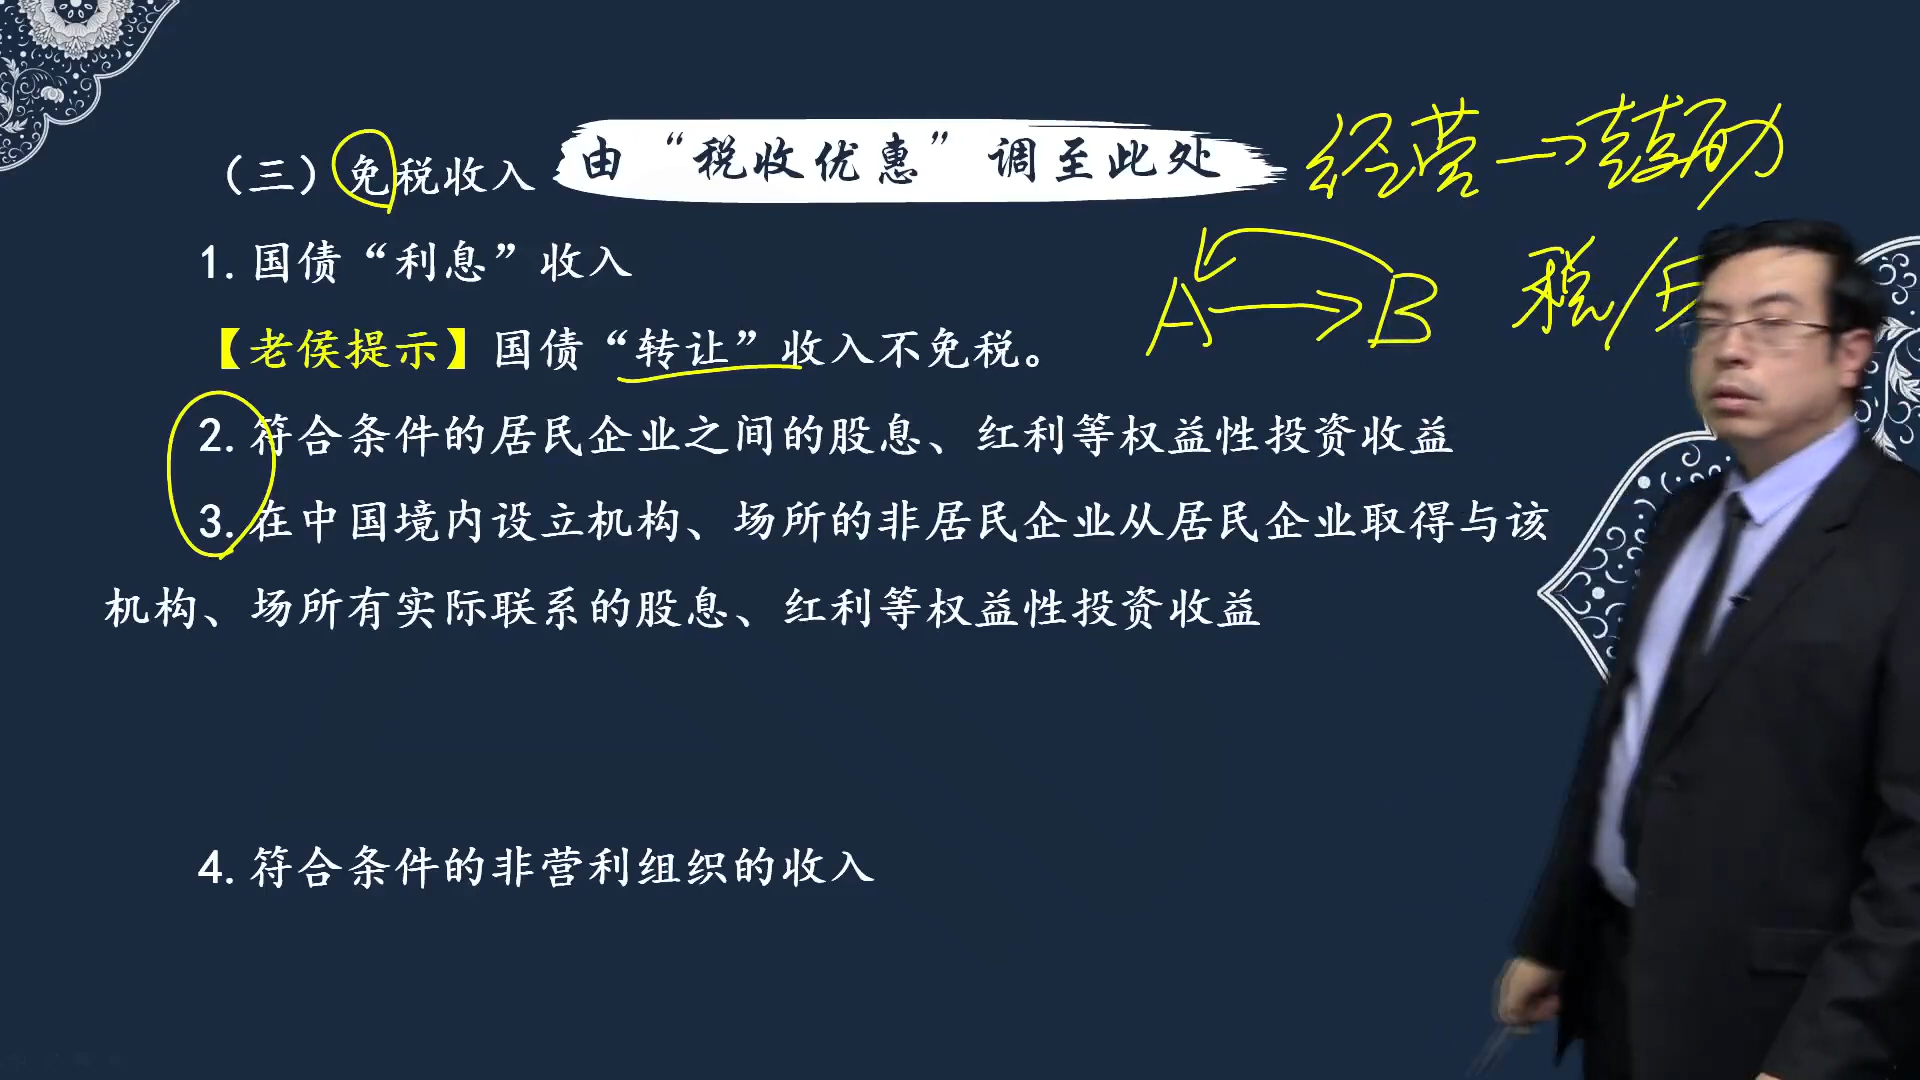 (三)免税收入 由“税收优惠”调至此处 经营→鼓励
1.国债“利息”收入
A B 税/
【老侯提示】国债“转让”收入不免税。
2.符合条件的居民企业之间的股息、红利等权益性投资收益
3.在中国境内设立机构、场所的非居民企业从居民企业取得与该
机构、场所有实际联系的股息、红利等权益性投资收益
4.符合条件的非营利组织的收入